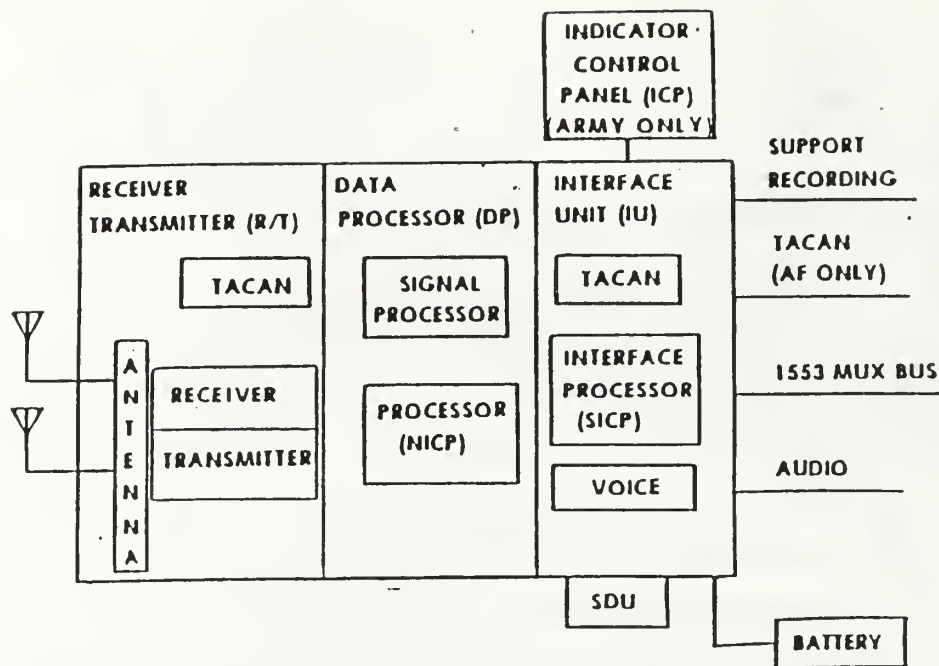 INDICATOR
CONTROL
PANEL (ICP)
(ARMY ONLY)
RECEIVER
TRANSMITTER (R/T)
TACAN
ANTENNA
RECEIVER
TRANSMITTER
DATA
PROCESSOR (DP)
SIGNAL
PROCESSOR
PROCESSOR
(NICP)
INTERFACE
UNIT (IU)
TACAN
INTERFACE
PROCESSOR
(SICP)
VOICE
SUPPORT
RECORDING
TACAN
(AF ONLY)
1553 MUX BUS
AUDIO
SDU
BATTERY